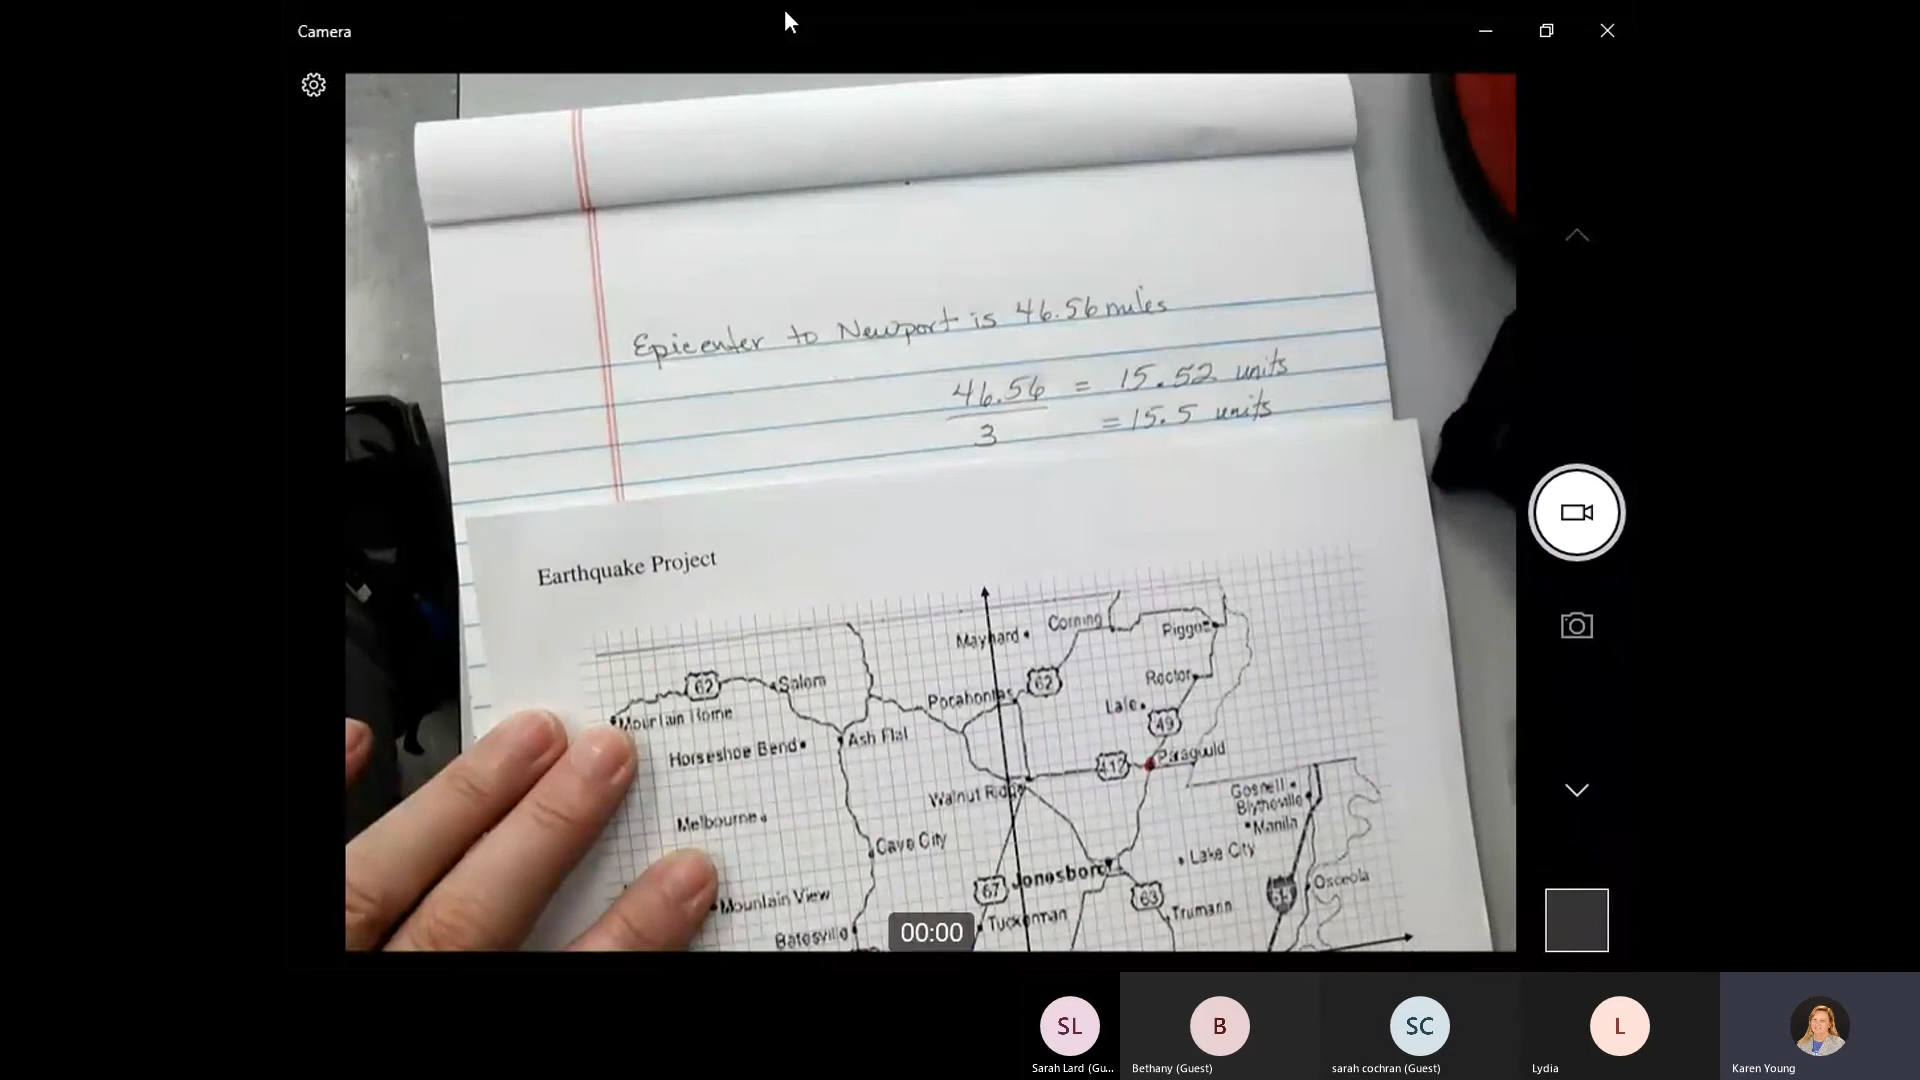 Camera
Epicenter to Newport is 46.56 miles
46.56 = 15.52 units
3 = 15.5 units
Earthquake Project
Maynard
Corning
Piggot
62
Salem
Pocahontas
62
Rector
Mountain Home
Lafe
49
Horseshoe Bend
Ash Flat
412
Paragould
Walnut Ridge
Gosnell
Blytheville
Manila
Melbourne
Cave City
Lake City
Jonesboro
67
63
55
Osceola
Mountain View
Tuckerman
Trumann
Batesville
00:00
SL
B
SC
L
Sarah Lard (Gu...
Bethany (Guest)
sarah cochran (Guest)
Lydia
Karen Young